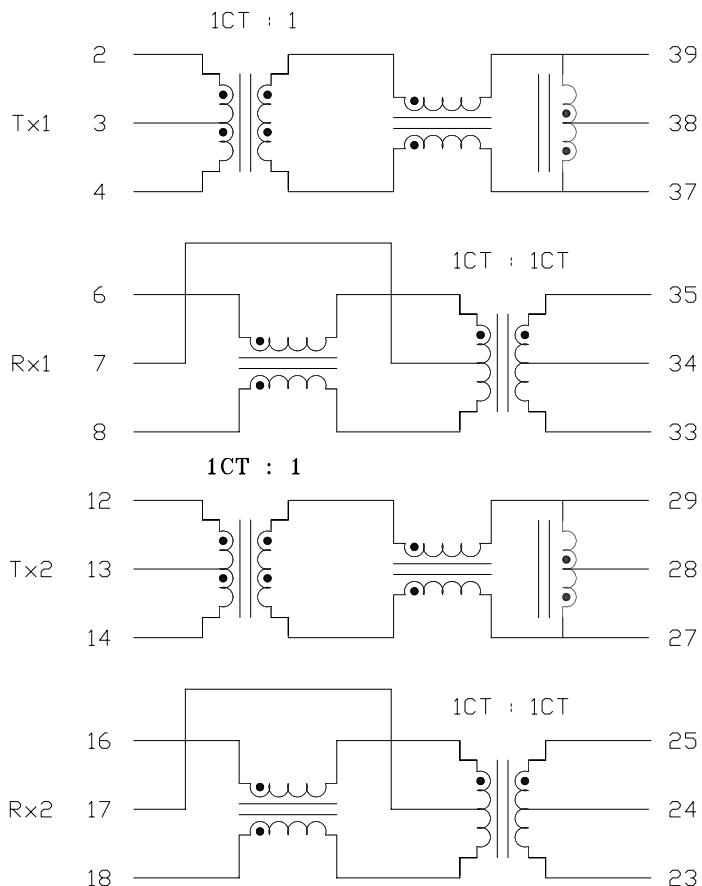 1CT : 1
2 39
Tx1 3 38
4 37
1CT : 1CT
6 35
Rx1 7 34
8 33
1CT : 1
12 29
Tx2 13 28
14 27
1CT : 1CT
16 25
Rx2 17 24
18 23